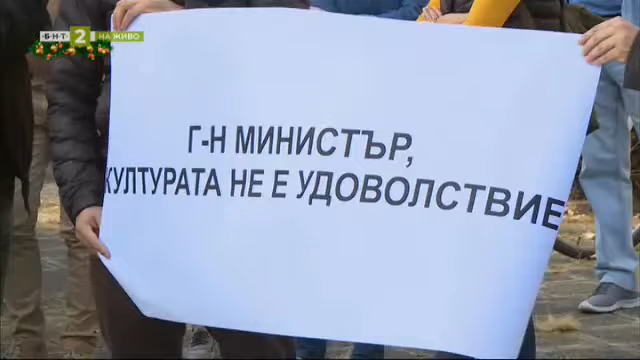 БНТ 2 НА ЖИВО
Г-Н МИНИСТЪР,
КУЛТУРАТА НЕ Е УДОВОЛСТВИЕ